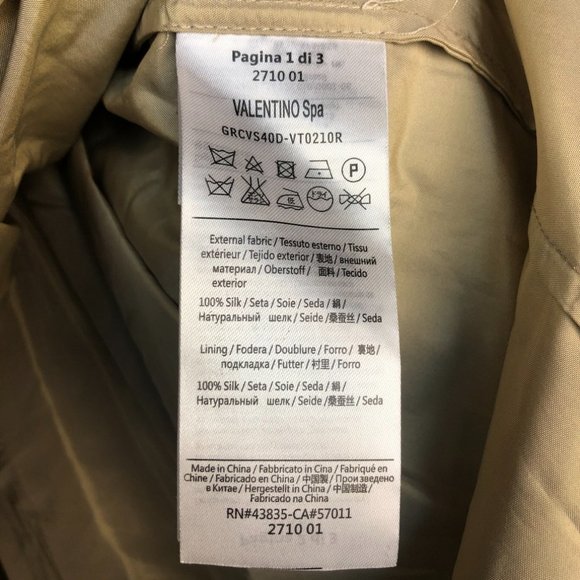 Pagina 1 di 3
2710 01
VALENTINO Spa
GRCVS40D-VT0210R
P
ドライ
External fabric / Tessuto esterno / Tissu
extérieur / Tejido exterior / 表地 / внешний
материал / Oberstoff / 面料 / Tecido
exterior
100% Silk / Seta / Soie / Seda / 絹 /
Натуральный шелк / Seide / 桑蚕丝 / Seda
Lining / Fodera / Doublure / Forro / 裏地 /
подкладка / Futter / 衬里 / Forro
100% Silk / Seta / Soie / Seda / 絹 /
Натуральный шелк / Seide / 桑蚕丝 / Seda
Made in China / Fabbricato in Cina / Fabriqué en
Chine / Fabricado en China / 中国製 / Произведено
в Китае / Hergestellt in China / 中国制造 /
Fabricado na China
RN#43835-CA#57011
2710 01